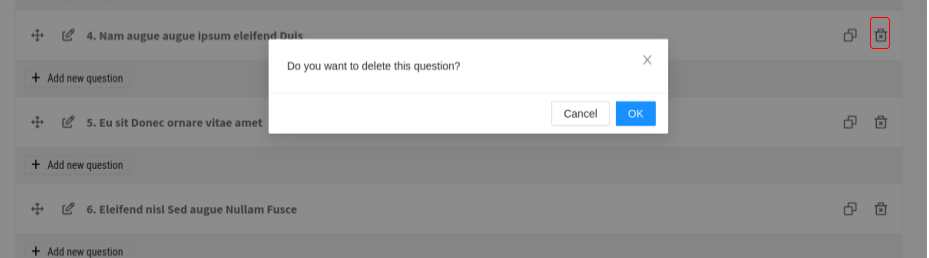 4. Nam augue augue ipsum eleifend Duis
Do you want to delete this question?
Add new question
Cancel
OK
5. Eu sit Donec ornare vitae amet
Add new question
6. Eleifend nisl Sed augue Nullam Fusce
Add new question